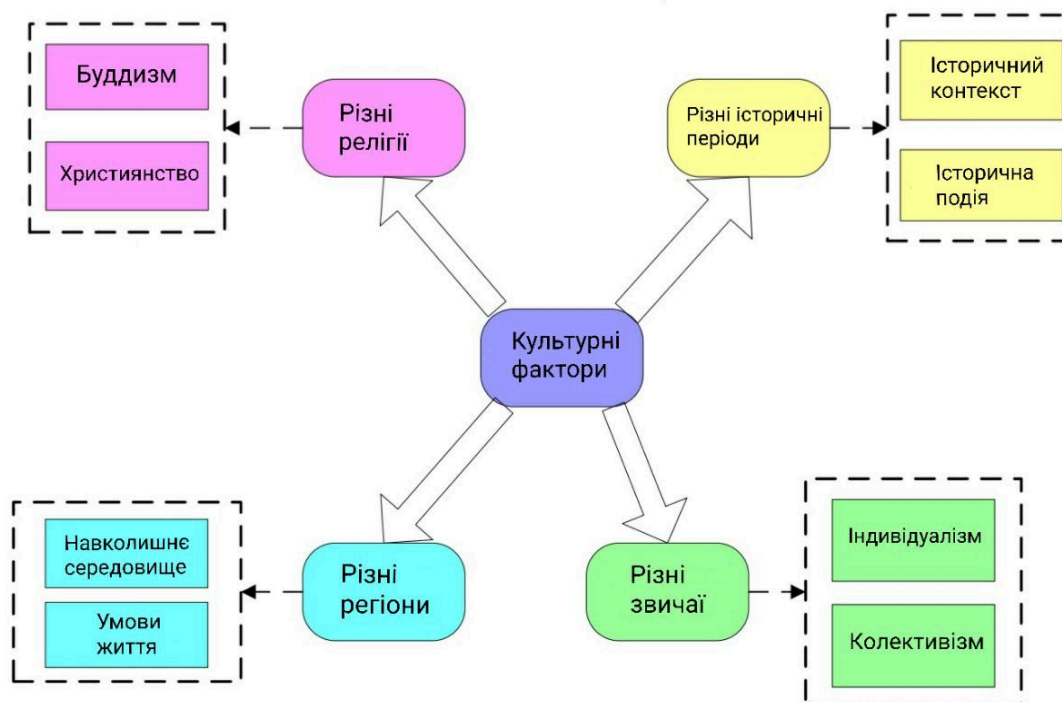 Буддизм
Християнство
Різні
релігії
Різні історичні
періоди
Історичний
контекст
Історична
подія
Культурні
фактори
Навколишнє
середовище
Умови
життя
Різні
регіони
Різні
звичаї
Індивідуалізм
Колективізм